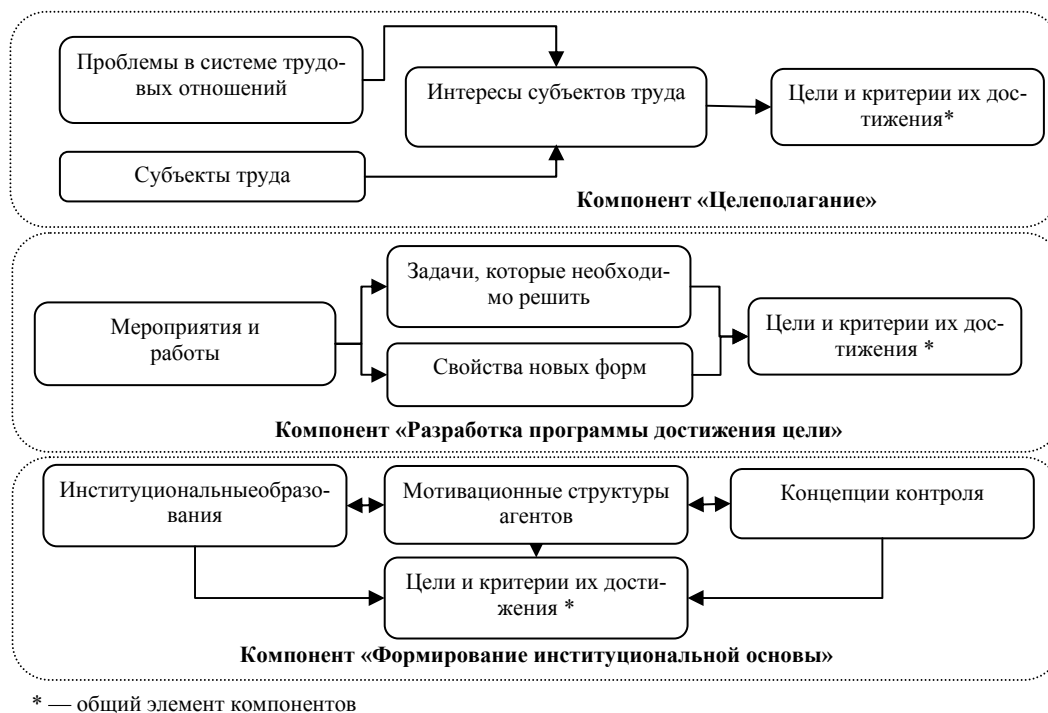 Проблемы в системе трудо-
вых отношений
Интересы субъектов труда
Цели и критерии их дос-
тижения*
Субъекты труда
Компонент «Целеполагание»
Задачи, которые необходи-
мо решить
Мероприятия и
работы
Цели и критерии их дос-
тижения *
Свойства новых форм
Компонент «Разработка программы достижения цели»
Институциональныеобразо-
вания
Мотивационные структуры
агентов
Концепции контроля
Цели и критерии их дости-
жения *
Компонент «Формирование институциональной основы»
* — общий элемент компонентов